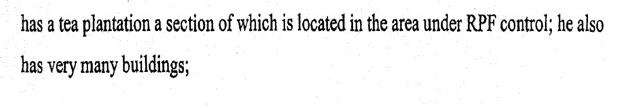 has a tea plantation a section of which is located in the area under RPF control; he also
has very many buildings;